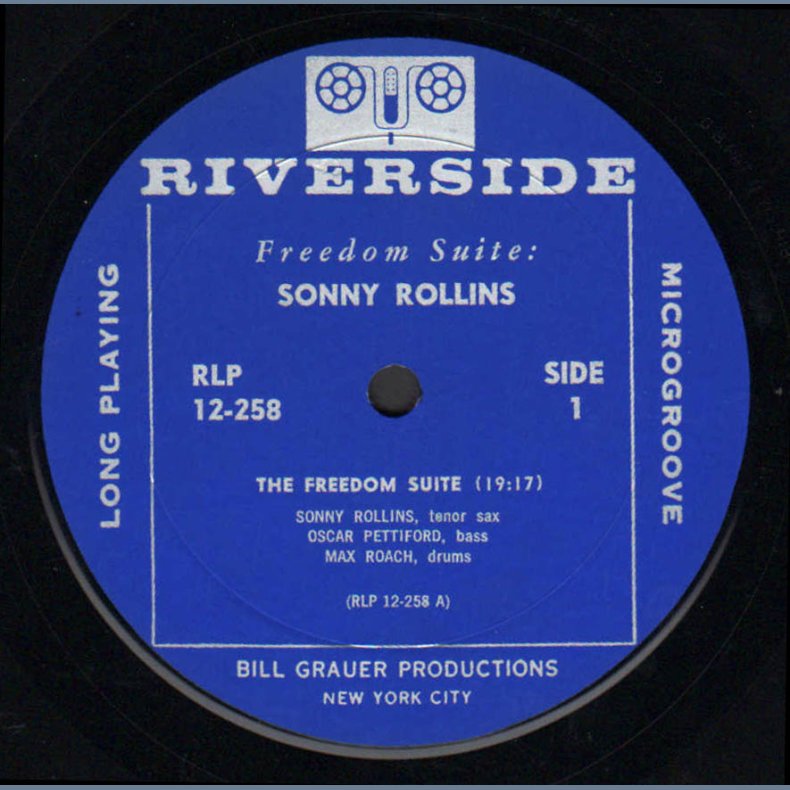 RIVERSIDE
Freedom Suite:
SONNY ROLLINS
LONG PLAYING
MICROGROOVE
RLP
12-258
SIDE
1
THE FREEDOM SUITE (19:17)
SONNY ROLLINS, tenor sax
OSCAR PETTIFORD, bass
MAX ROACH, drums
(RLP 12-258 A)
BILL GRAUER PRODUCTIONS
NEW YORK CITY